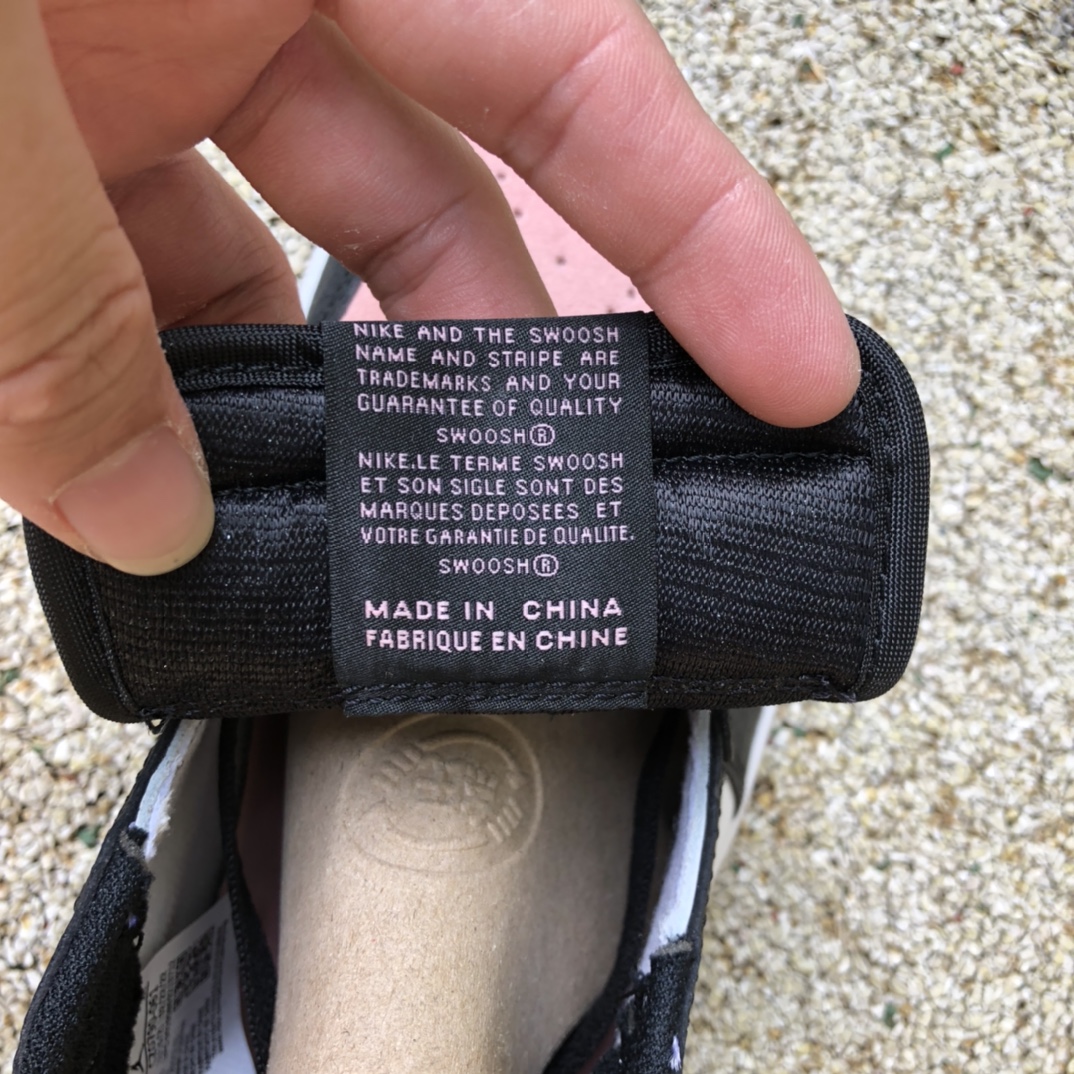 NIKE AND THE SWOOSH
NAME AND STRIPE ARE
TRADEMARKS AND YOUR
GUARANTEE OF QUALITY
SWOOSH®
NIKE.LE TERME SWOOSH
ET SON SIGLE SONT DES
MARQUES DEPOSEES ET
VOTRE GARANTIE DE QUALITE.
SWOOSH®
MADE IN CHINA
FABRIQUE EN CHINE